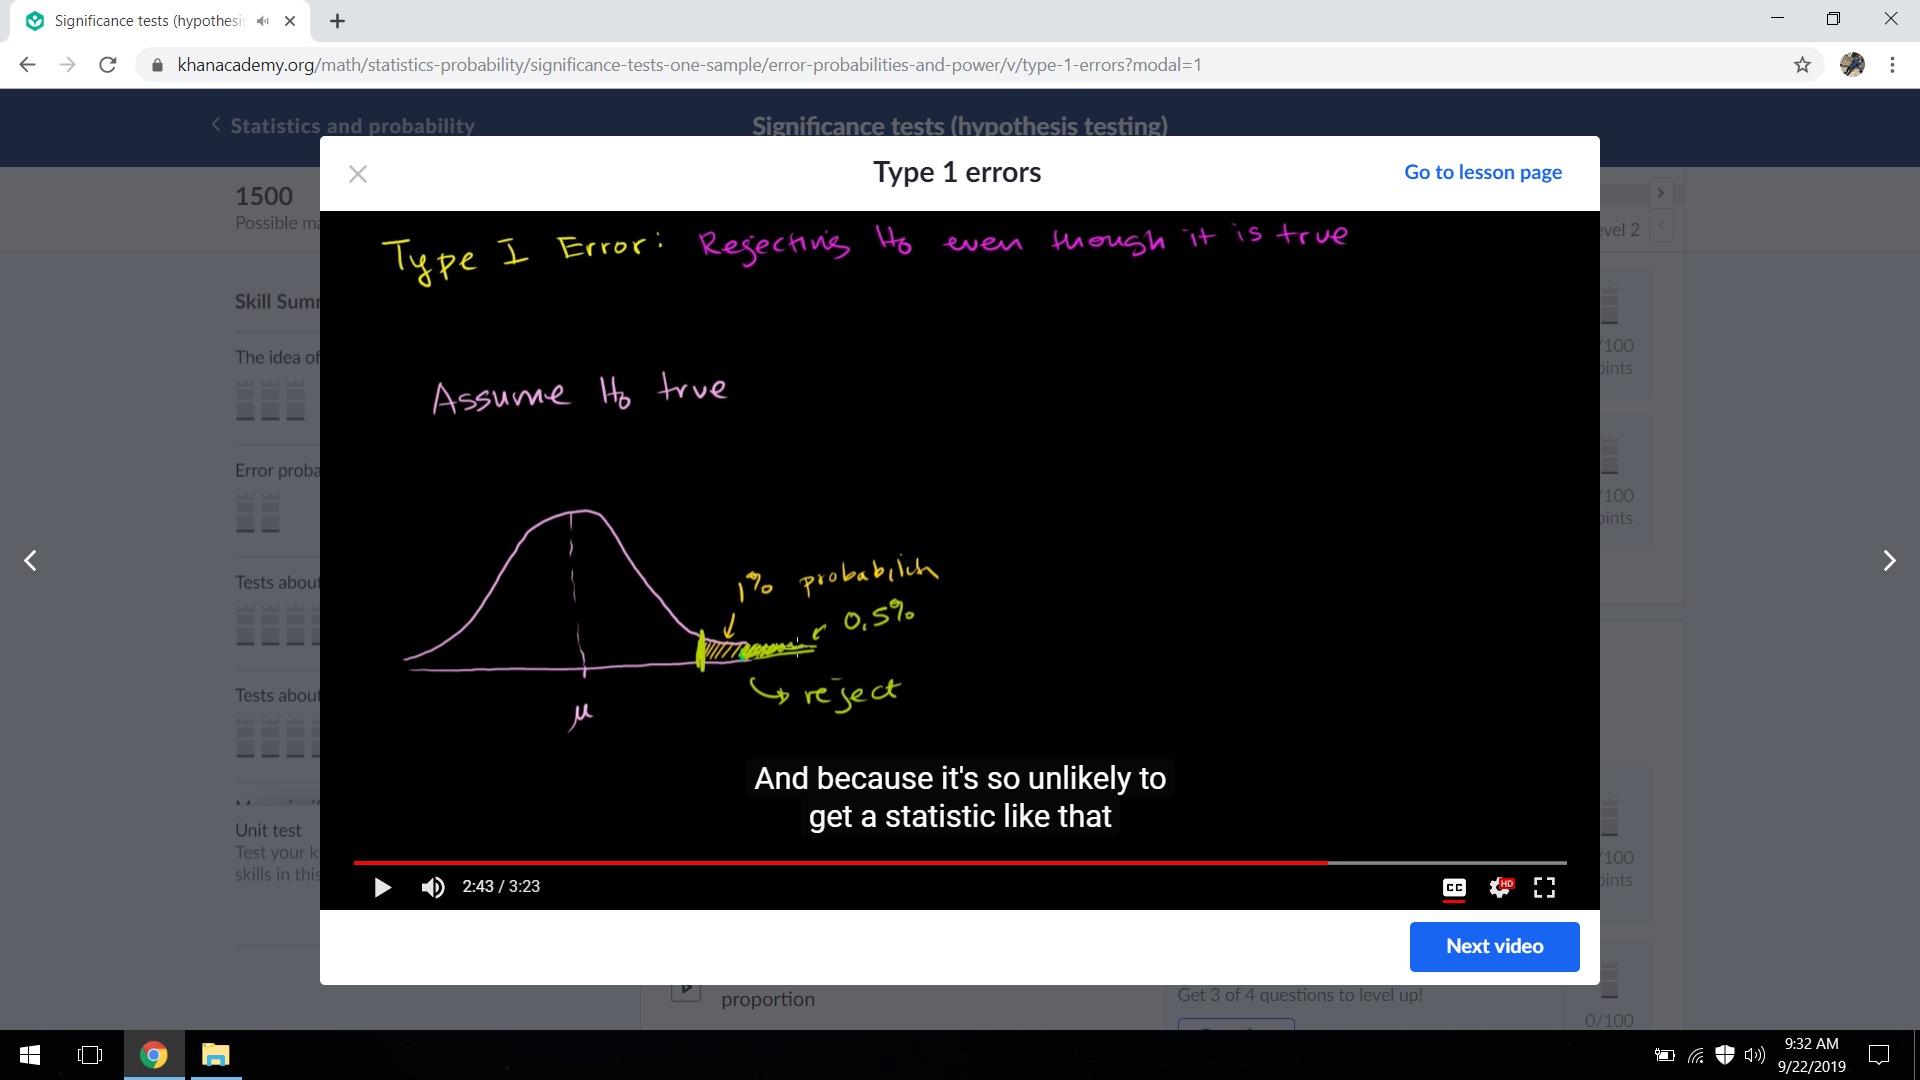 Significance tests (hypothesis
khanacademy.org/math/statistics-probability/significance-tests-one-sample/error-probabilities-and-power/v/type-1-errors?modal=1
Statistics and probability
Significance tests (hypothesis testing)
Type 1 errors
Go to lesson page
1500
Possible ma
evel 2
Type I Error: Rejecting H₀ even though it is true
Skill Summ
The idea of
/100
oints
Assume H₀ true
Error proba
/100
oints
Tests about
1% probability
0.5%
reject
Tests about
μ
And because it's so unlikely to
get a statistic like that
Unit test
Test your k
skills in this
/100
oints
2:43 / 3:23
CC
HD
Next video
proportion
Get 3 of 4 questions to level up!
0/100
9:32 AM
9/22/2019